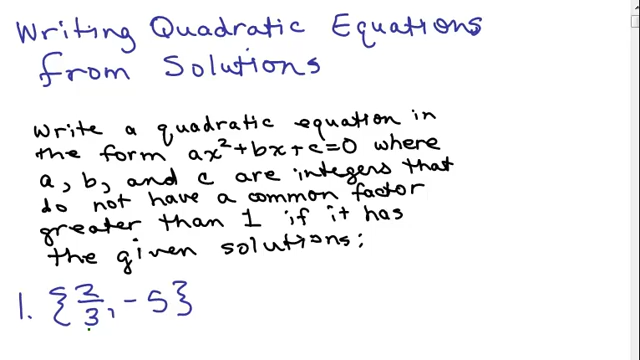 Writing Quadratic Equations
from Solutions
Write a quadratic equation in
the form ax²+bx+c=0 where
a, b, and c are integers that
do not have a common factor
greater than 1 if it has
the given solutions:
1. {2/3, -5}